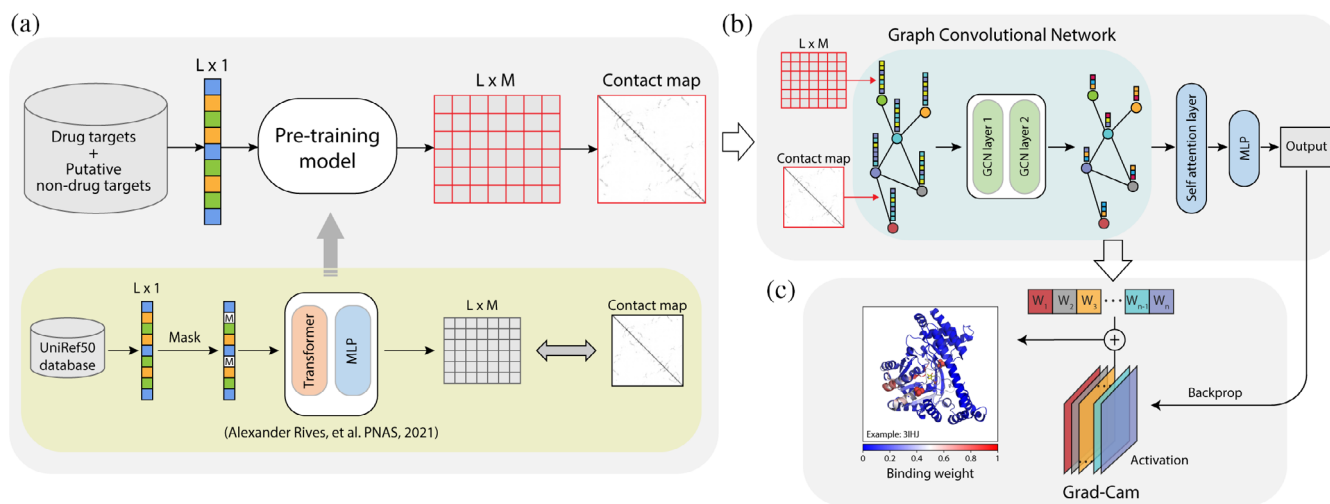 (a)
L x 1
L x M
Contact map
Drug targets
+
Putative
non-drug targets
Pre-training
model
L x 1
L x M
Contact map
UniRef50
database
Mask
M
M
Transformer
MLP
(Alexander Rives, et al. PNAS, 2021)
(b)
Graph Convolutional Network
L x M
Contact map
GCN layer 1
GCN layer 2
Self attention layer
MLP
Output
(c)
W1 W2 W3 ··· Wn-1 Wn
+
Example: 3IHJ
0 0.2 0.4 0.6 0.8 1
Binding weight
Backprop
Activation
Grad-Cam